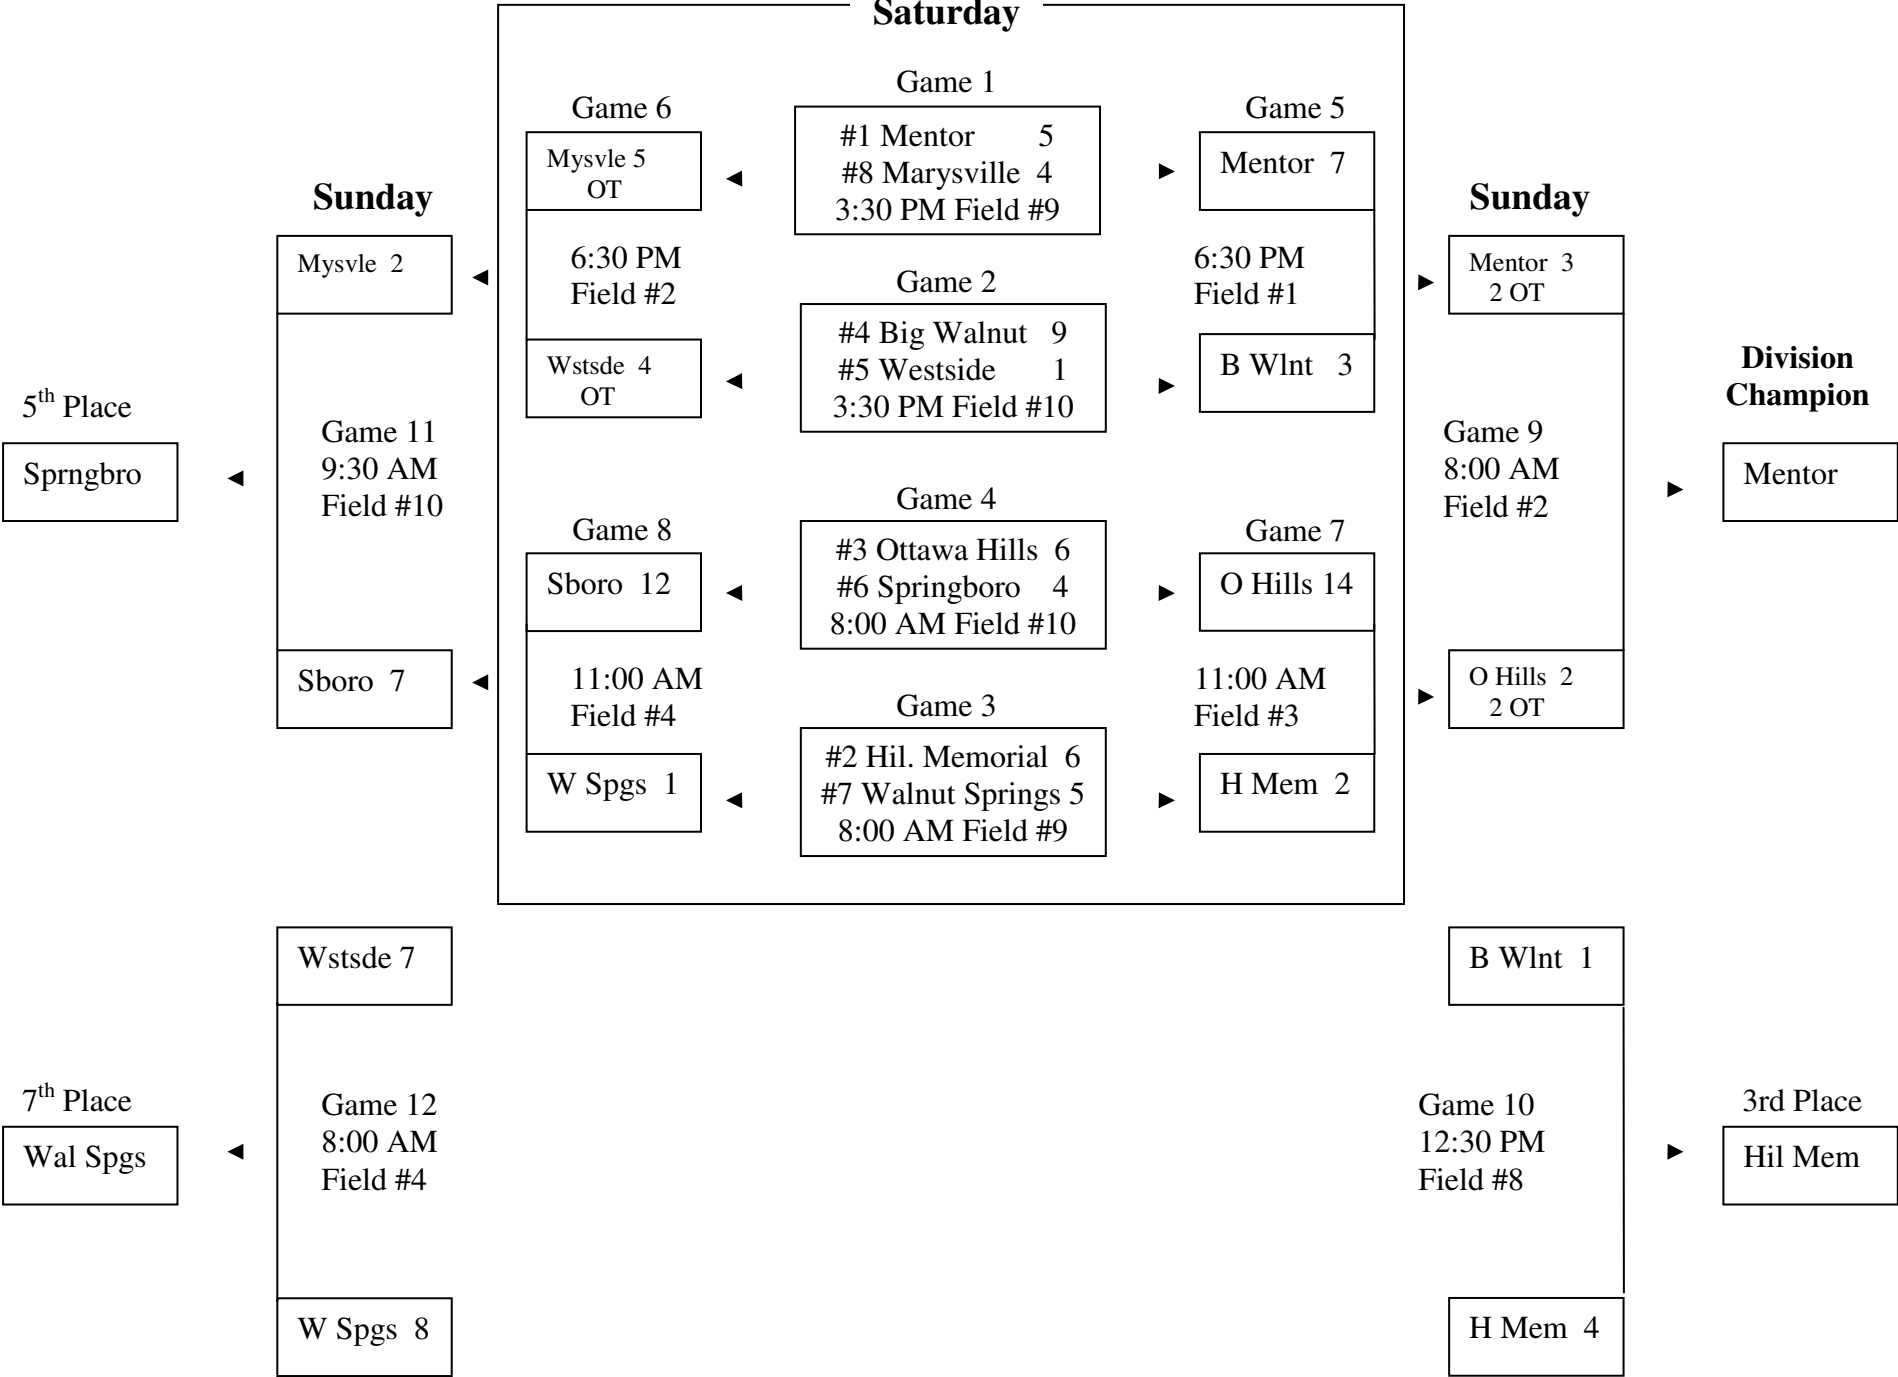 Saturday
Game 1
Game 6
Game 5
#1 Mentor 5
#8 Marysville 4
3:30 PM Field #9
Mysvle 5
OT
Mentor 7
Sunday
Sunday
Mysvle 2
6:30 PM
Field #2
Game 2
6:30 PM
Field #1
Mentor 3
2 OT
#4 Big Walnut 9
#5 Westside 1
3:30 PM Field #10
Wstsde 4
OT
B Wlnt 3
Division
Champion
5th Place
Sprngbro
Game 11
9:30 AM
Field #10
Game 9
8:00 AM
Field #2
Mentor
Game 4
Game 8
Game 7
#3 Ottawa Hills 6
#6 Springboro 4
8:00 AM Field #10
Sboro 12
O Hills 14
Sboro 7
11:00 AM
Field #4
Game 3
11:00 AM
Field #3
O Hills 2
2 OT
#2 Hil. Memorial 6
#7 Walnut Springs 5
8:00 AM Field #9
W Spgs 1
H Mem 2
Wstsde 7
B Wlnt 1
7th Place
Wal Spgs
Game 12
8:00 AM
Field #4
Game 10
12:30 PM
Field #8
3rd Place
Hil Mem
W Spgs 8
H Mem 4